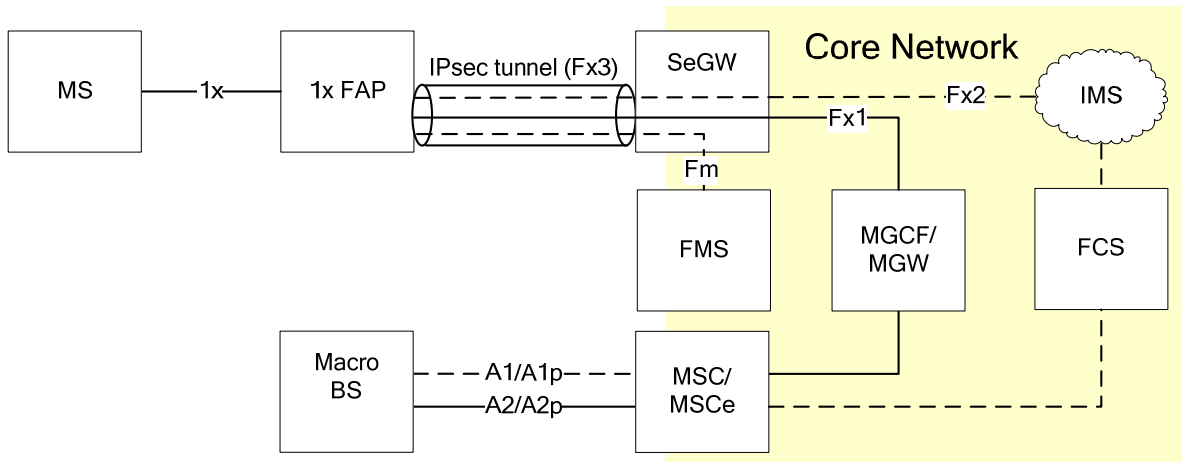 Core Network
IPsec tunnel (Fx3)
MS
1x
1x FAP
SeGW
Fx2
IMS
Fx1
Fm
FMS
MGCF/
MGW
FCS
Macro
BS
A1/A1p
A2/A2p
MSC/
MSCe